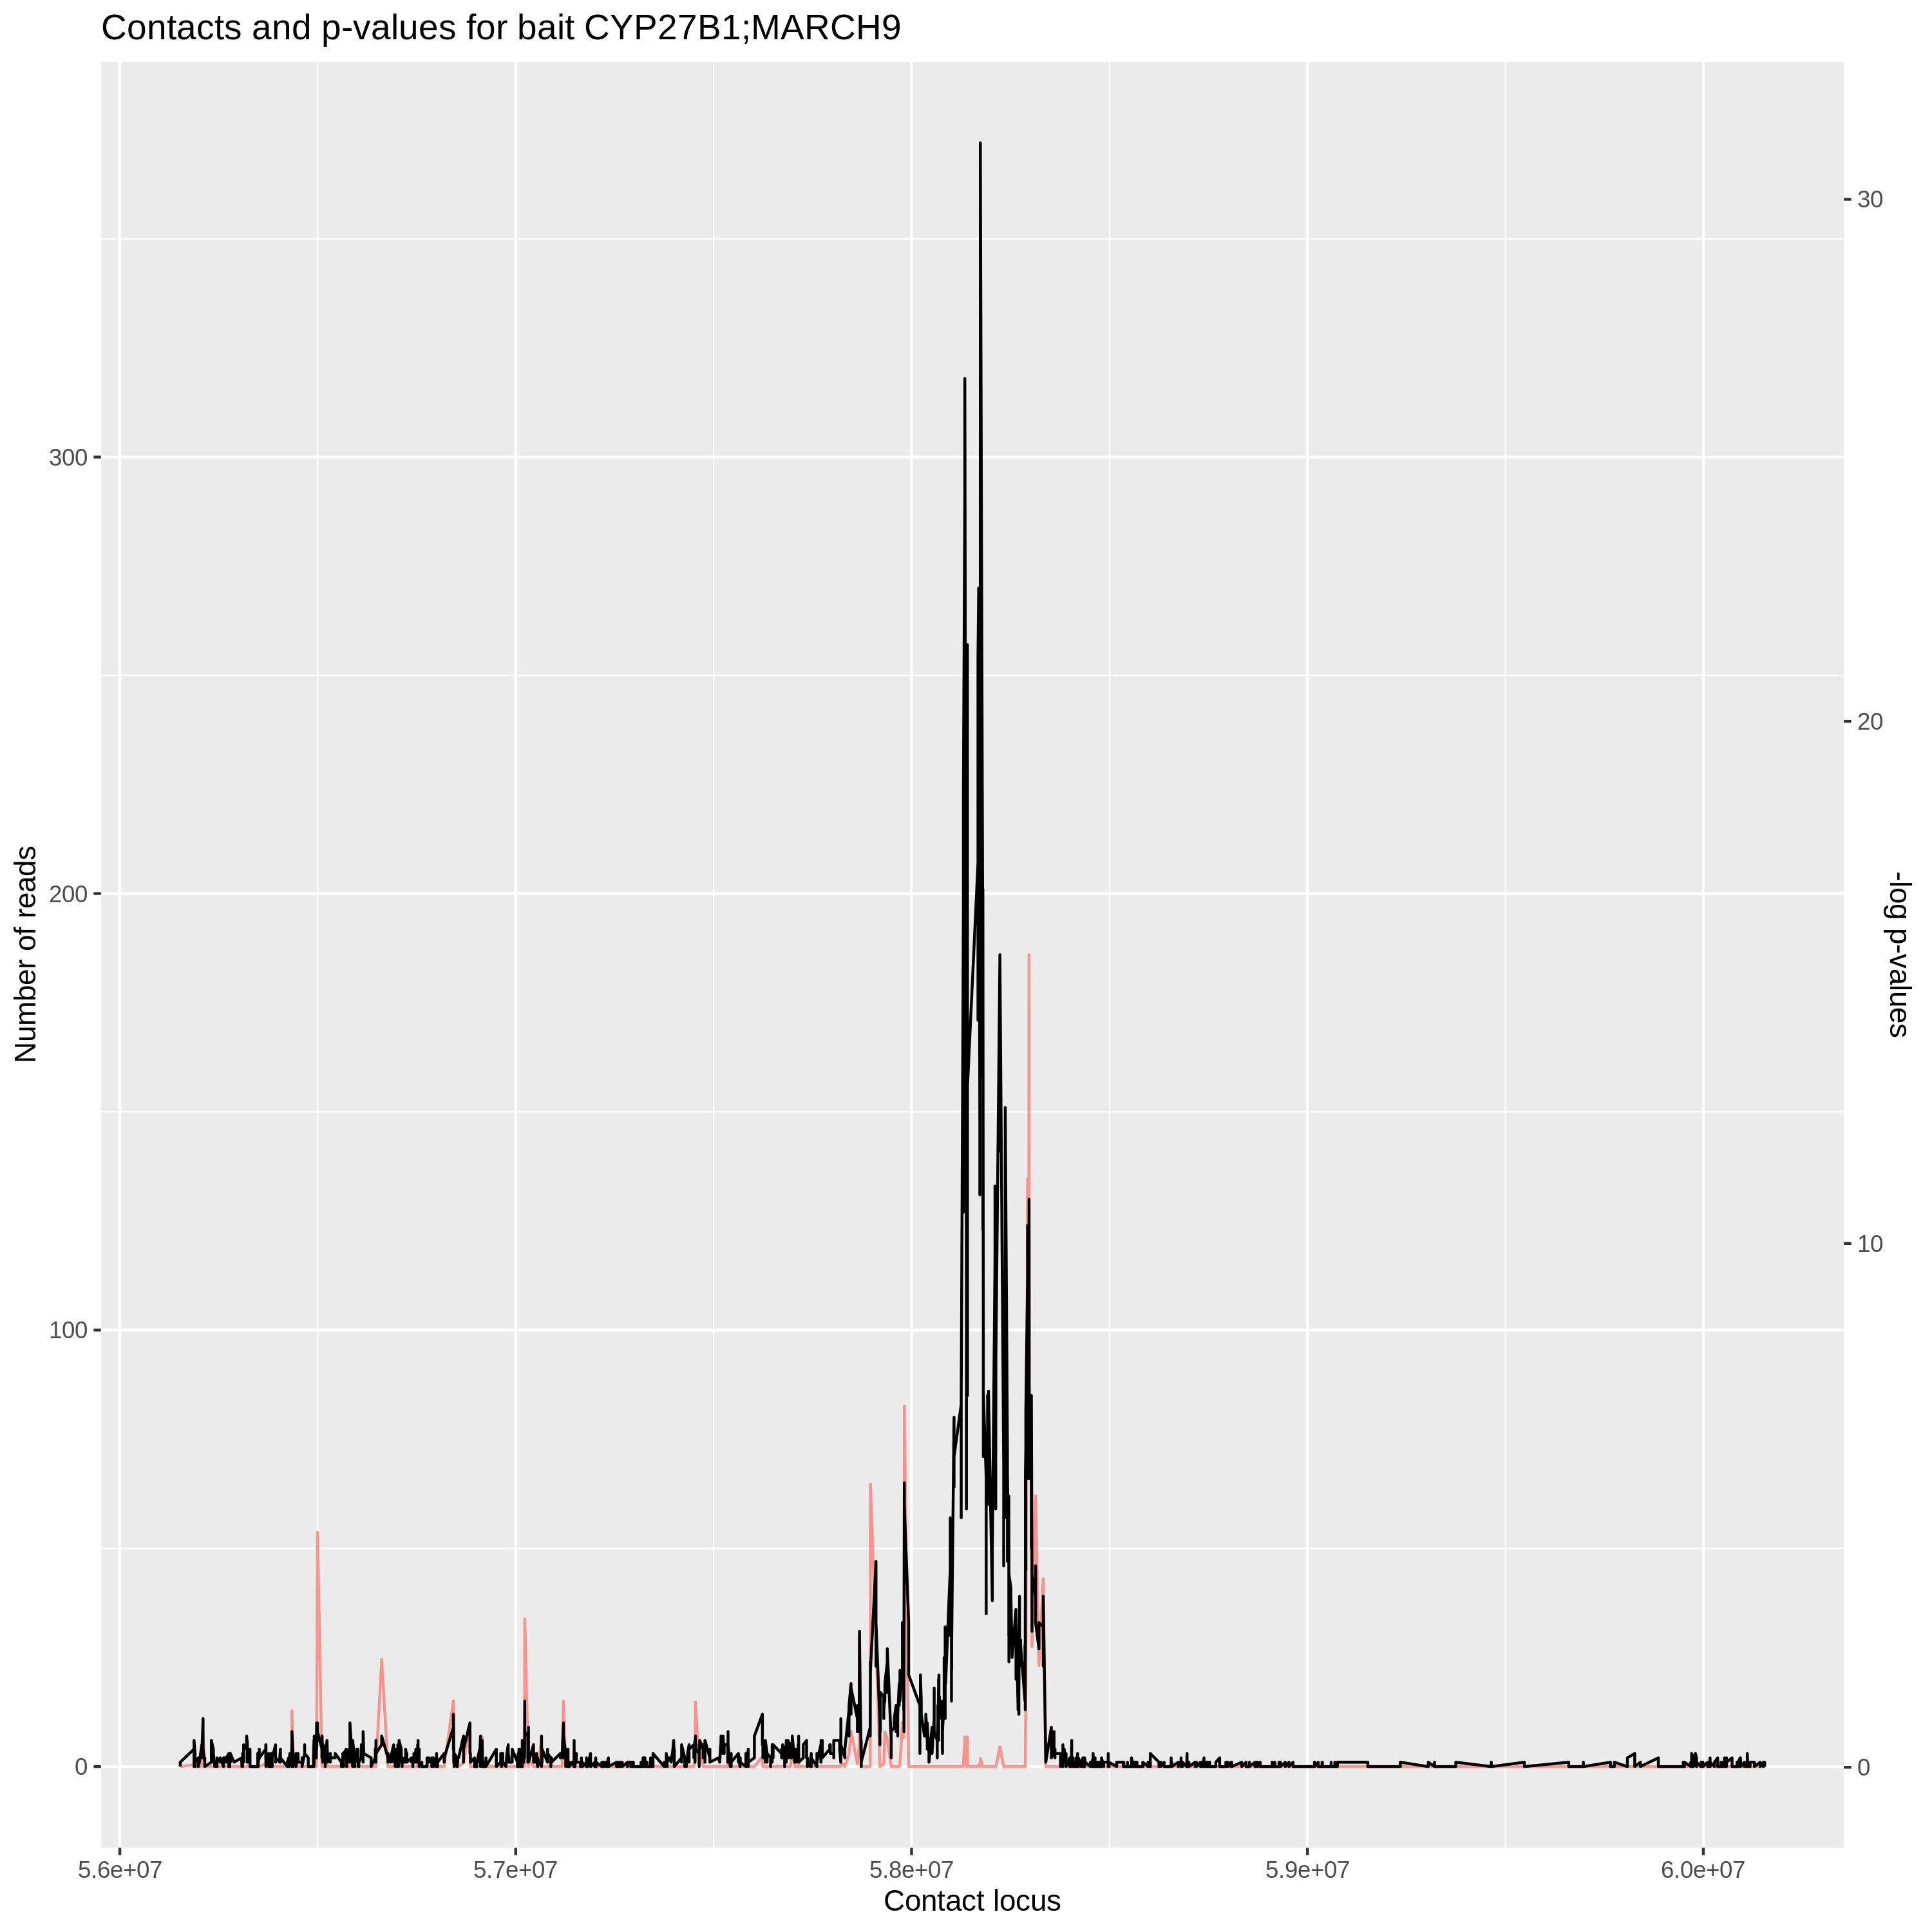 Contacts and p-values for bait CYP27B1;MARCH9
Number of reads
300
200
100
0
30
20
10
0
-log p-values
5.6e+07
5.7e+07
5.8e+07
5.9e+07
6.0e+07
Contact locus